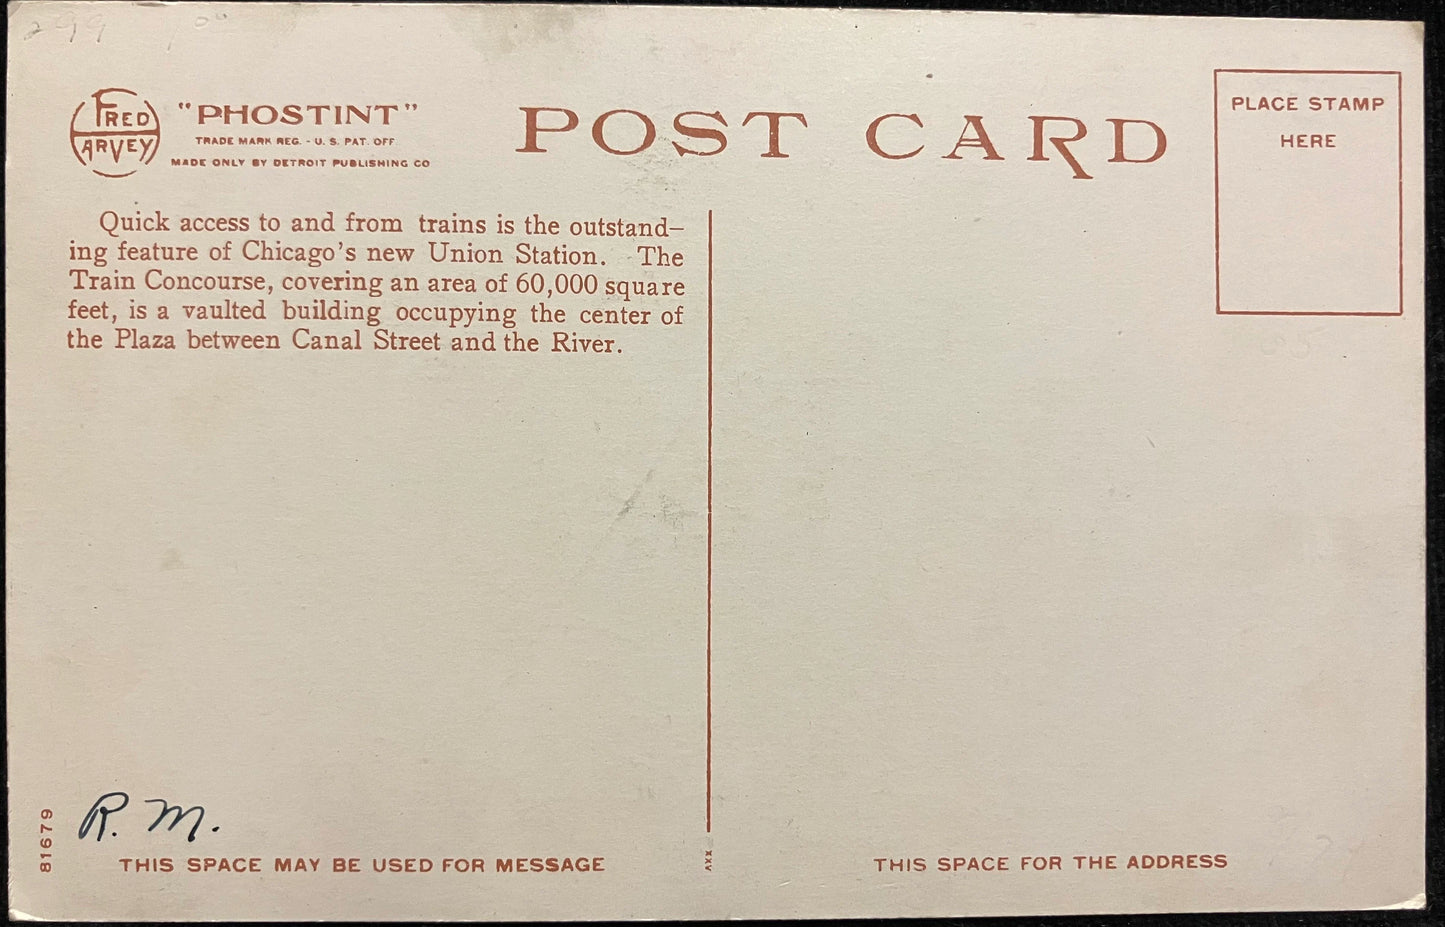 299
FRED
HARVEY
"PHOSTINT"
TRADE MARK REG. - U. S. PAT. OFF
MADE ONLY BY DETROIT PUBLISHING CO
POST CARD
PLACE STAMP
HERE
Quick access to and from trains is the outstand–
ing feature of Chicago's new Union Station. The
Train Concourse, covering an area of 60,000 square
feet, is a vaulted building occupying the center of
the Plaza between Canal Street and the River.
R. M.
81679
THIS SPACE MAY BE USED FOR MESSAGE
THIS SPACE FOR THE ADDRESS